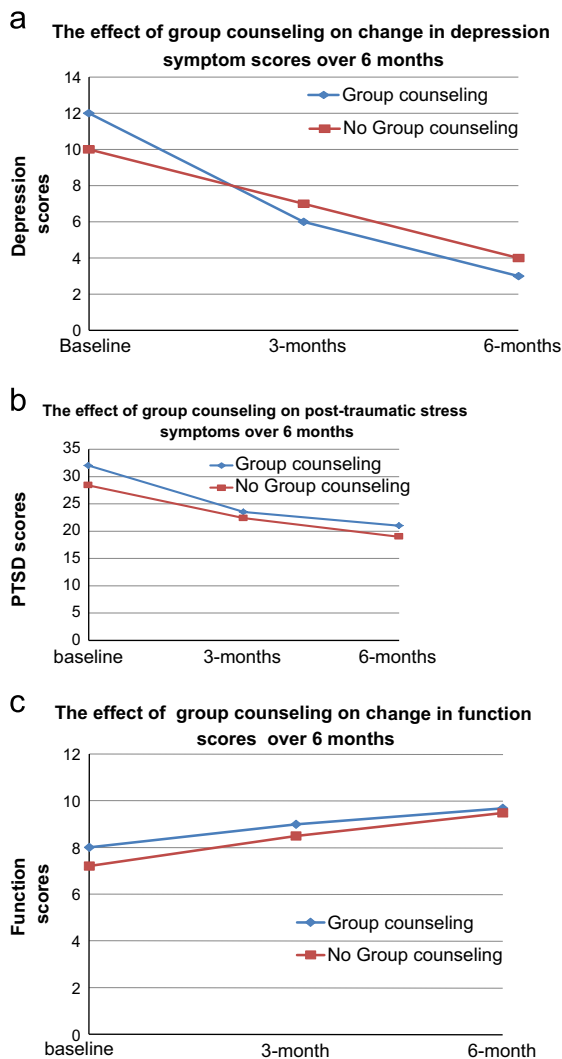 a
The effect of group counseling on change in depression
symptom scores over 6 months
14
12
10
8
6
4
2
0
Depression
scores
Group counseling
No Group counseling
Baseline
3-months
6-months
b
The effect of group counseling on post-traumatic stress
symptoms over 6 months
35
30
25
20
15
10
5
0
PTSD scores
Group counseling
No Group counseling
baseline
3-months
6-months
c
The effect of group counseling on change in function
scores over 6 months
12
10
8
6
4
2
0
Function
scores
Group counseling
No Group counseling
baseline
3-month
6-month